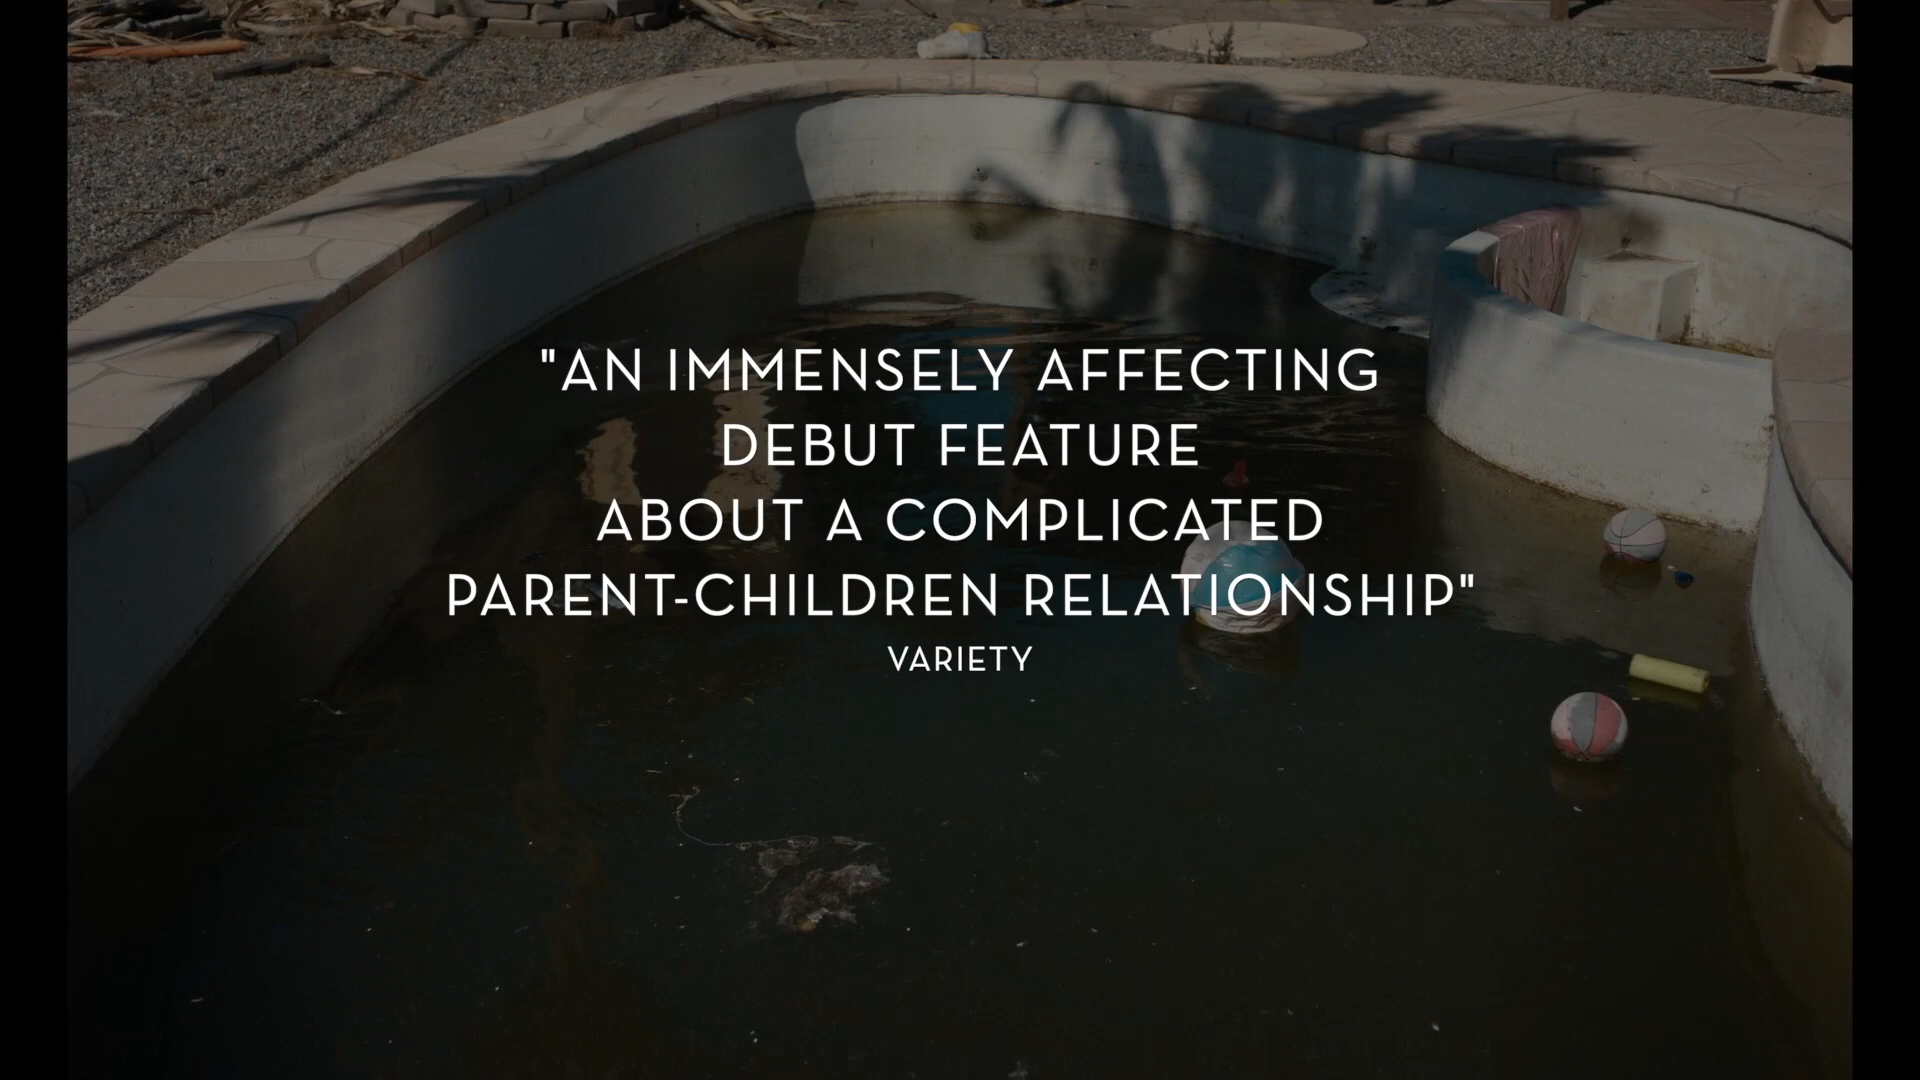 "AN IMMENSELY AFFECTING
DEBUT FEATURE
ABOUT A COMPLICATED
PARENT-CHILDREN RELATIONSHIP"
VARIETY